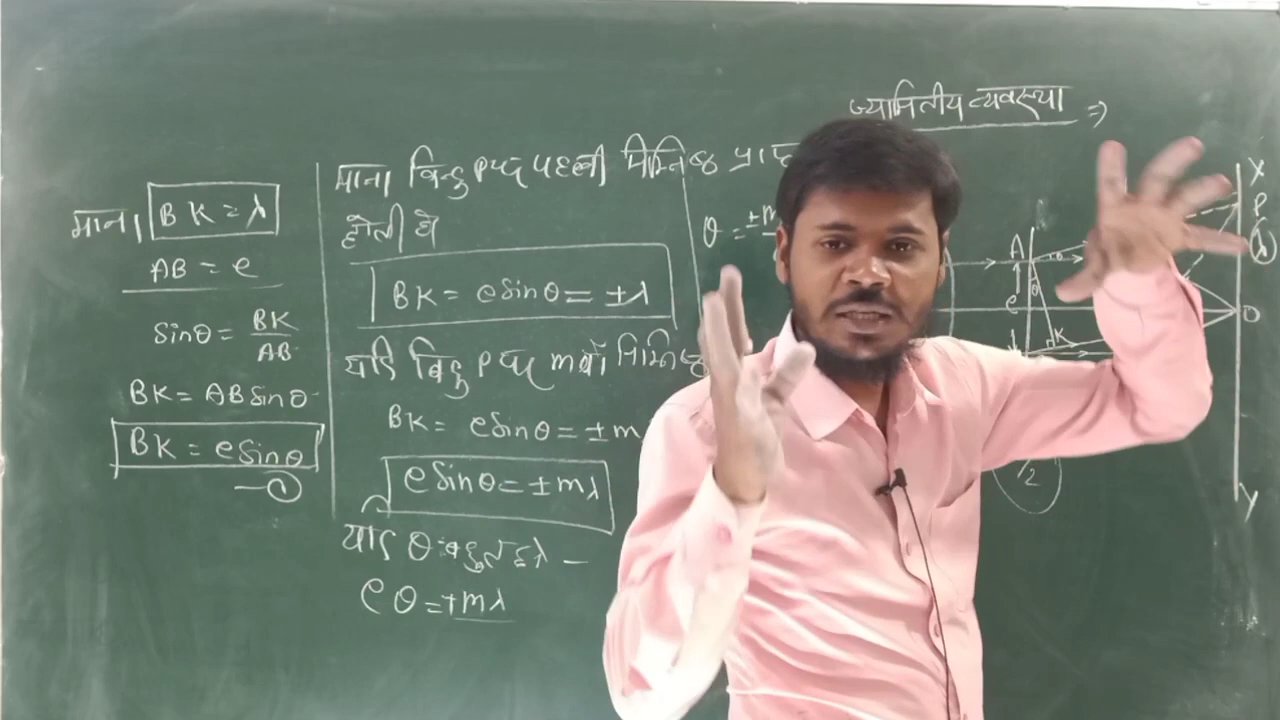 माना BK = λ
AB = e
Sinθ = BK / AB
BK = AB Sinθ
BK = e Sinθ
1
माना बिन्दु P पर पहली निम्निष्ठ
होती है
BK = e Sinθ = ±λ
यदि बिन्दु P पर mवाँ निम्निष्ठ
BK = e Sinθ = ±m
e Sinθ = ±mλ
यदि θ बहुत
eθ = ±mλ
θ = ±m
ज्यामितीय व्यवस्था ⇒
X
P
A
θ
e
O
K
/2
Y